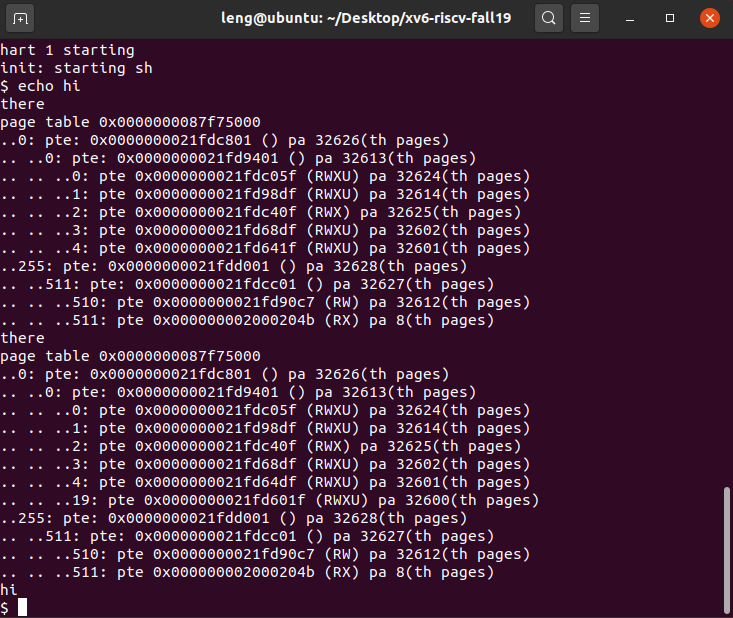 leng@ubuntu: ~/Desktop/xv6-riscv-fall19
hart 1 starting
init: starting sh
$ echo hi
there
page table 0x0000000087f75000
..0: pte: 0x0000000021fdc801 () pa 32626(th pages)
.. ..0: pte: 0x0000000021fd9401 () pa 32613(th pages)
.. .. ..0: pte 0x0000000021fdc05f (RWXU) pa 32624(th pages)
.. .. ..1: pte 0x0000000021fd98df (RWXU) pa 32614(th pages)
.. .. ..2: pte 0x0000000021fdc40f (RWX) pa 32625(th pages)
.. .. ..3: pte 0x0000000021fd68df (RWXU) pa 32602(th pages)
.. .. ..4: pte 0x0000000021fd641f (RWXU) pa 32601(th pages)
..255: pte: 0x0000000021fdd001 () pa 32628(th pages)
.. ..511: pte: 0x0000000021fdcc01 () pa 32627(th pages)
.. .. ..510: pte 0x0000000021fd90c7 (RW) pa 32612(th pages)
.. .. ..511: pte 0x000000002000204b (RX) pa 8(th pages)
there
page table 0x0000000087f75000
..0: pte: 0x0000000021fdc801 () pa 32626(th pages)
.. ..0: pte: 0x0000000021fd9401 () pa 32613(th pages)
.. .. ..0: pte 0x0000000021fdc05f (RWXU) pa 32624(th pages)
.. .. ..1: pte 0x0000000021fd98df (RWXU) pa 32614(th pages)
.. .. ..2: pte 0x0000000021fdc40f (RWX) pa 32625(th pages)
.. .. ..3: pte 0x0000000021fd68df (RWXU) pa 32602(th pages)
.. .. ..4: pte 0x0000000021fd64df (RWXU) pa 32601(th pages)
.. .. ..19: pte 0x0000000021fd601f (RWXU) pa 32600(th pages)
..255: pte: 0x0000000021fdd001 () pa 32628(th pages)
.. ..511: pte: 0x0000000021fdcc01 () pa 32627(th pages)
.. .. ..510: pte 0x0000000021fd90c7 (RW) pa 32612(th pages)
.. .. ..511: pte 0x000000002000204b (RX) pa 8(th pages)
hi
$